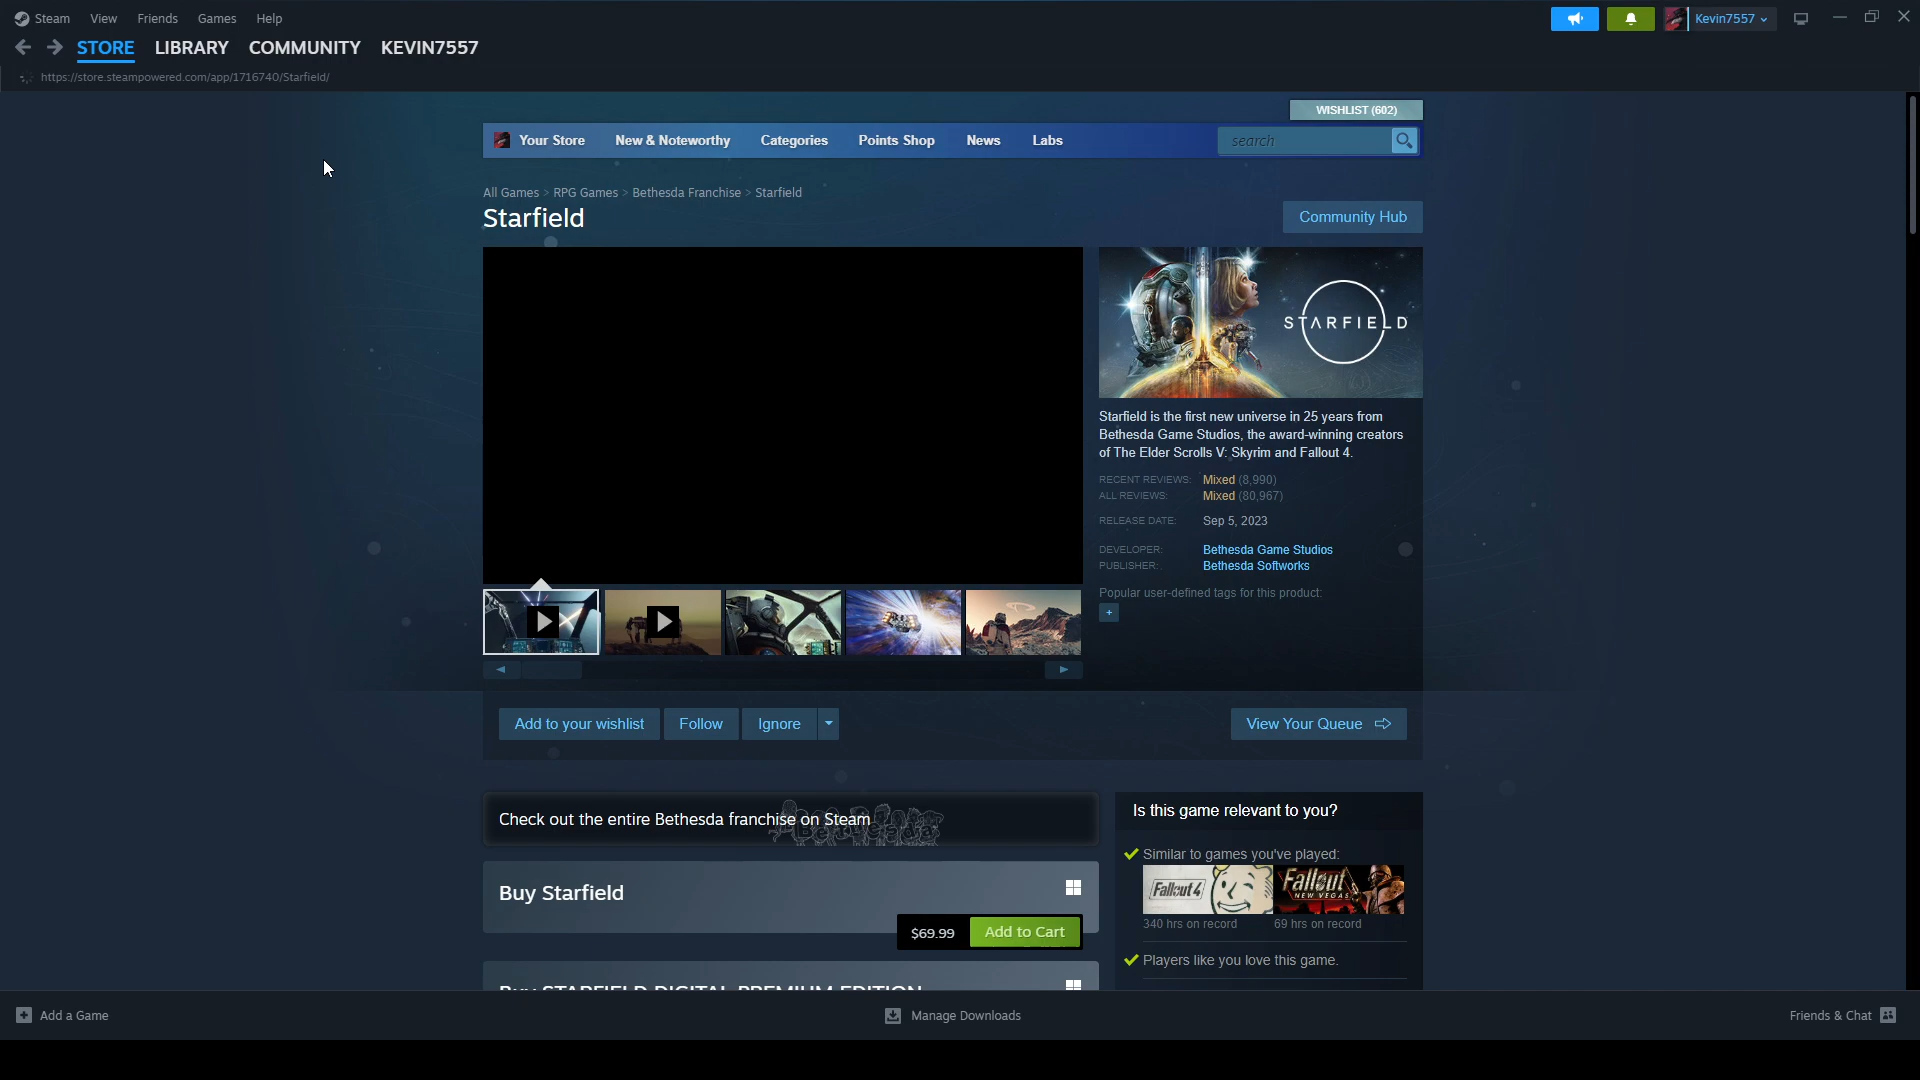 Steam View Friends Games Help Kevin7557
STORE LIBRARY COMMUNITY KEVIN7557
https://store.steampowered.com/app/1716740/Starfield/
WISHLIST (602)
Your Store New & Noteworthy Categories Points Shop News Labs search
All Games > RPG Games > Bethesda Franchise > Starfield
Starfield
Community Hub
STARFIELD
Starfield is the first new universe in 25 years from
Bethesda Game Studios, the award-winning creators
of The Elder Scrolls V: Skyrim and Fallout 4.
RECENT REVIEWS: Mixed (8,990)
ALL REVIEWS: Mixed (80,967)
RELEASE DATE: Sep 5, 2023
DEVELOPER: Bethesda Game Studios
PUBLISHER: Bethesda Softworks
Popular user-defined tags for this product:
+
Add to your wishlist Follow Ignore View Your Queue
Check out the entire Bethesda franchise on Steam
Bethesda
Is this game relevant to you?
Similar to games you've played:
Fallout 4 Fallout NEW VEGAS
340 hrs on record 69 hrs on record
Players like you love this game.
Buy Starfield
$69.99 Add to Cart
Buy STARFIELD DIGITAL PREMIUM EDITION
Add a Game Manage Downloads Friends & Chat